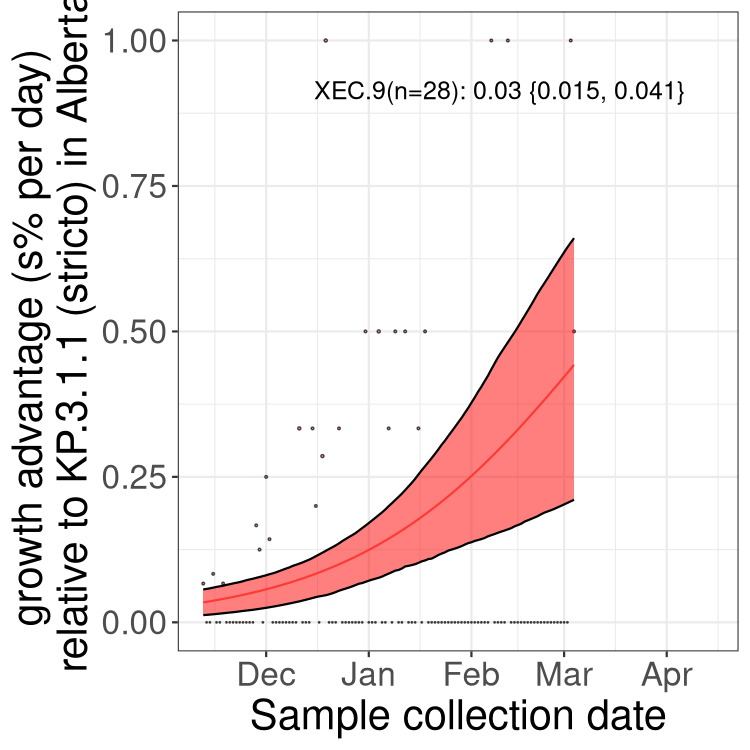 growth advantage (s% per day)
relative to KP.3.1.1 (stricto) in Alberta
1.00
0.75
0.50
0.25
0.00
XEC.9(n=28): 0.03 {0.015, 0.041}
Dec Jan Feb Mar Apr
Sample collection date